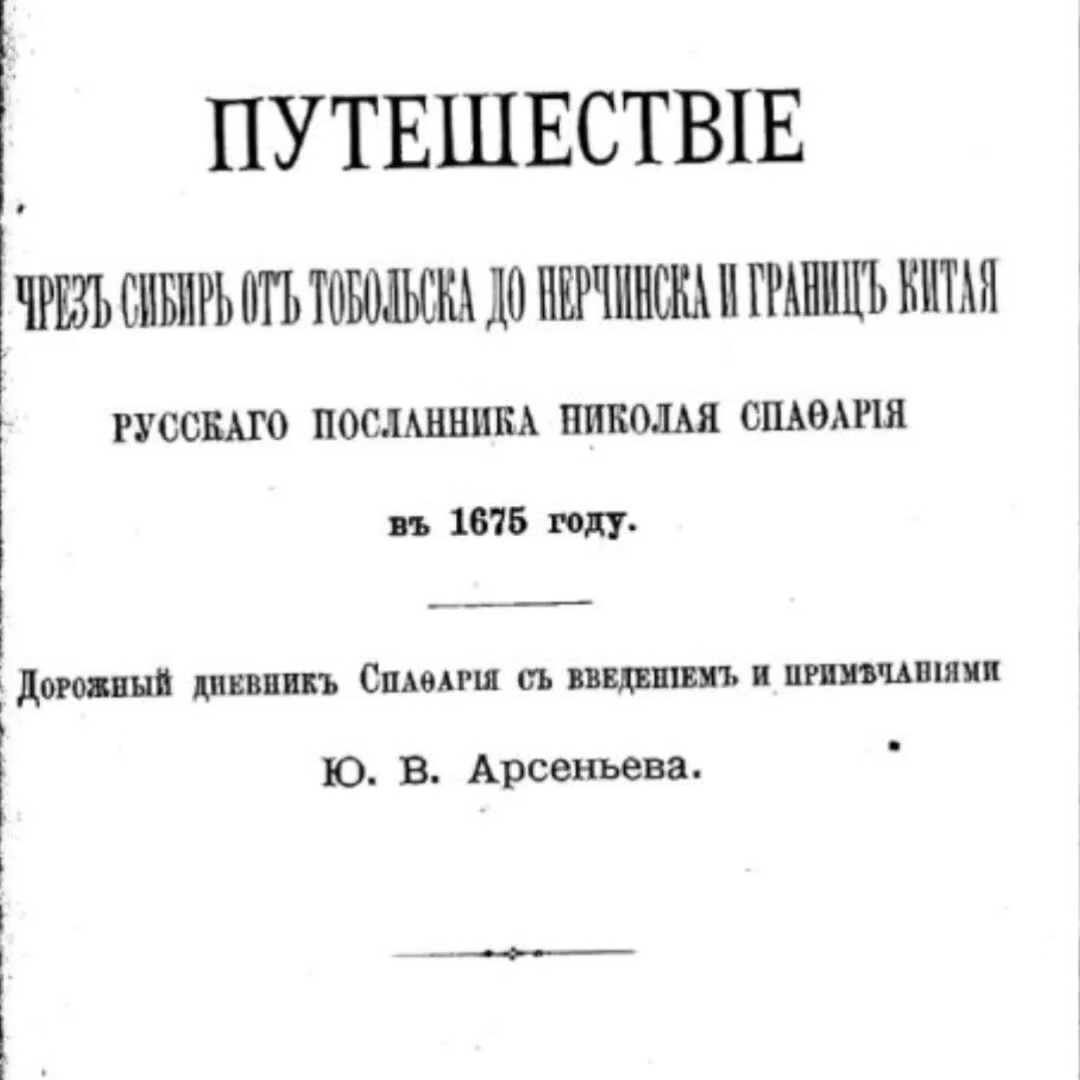 ПУТЕШЕСТВІЕ
ЧРЕЗЪ СИБИРЬ ОТЪ ТОБОЛЬСКА ДО НЕРЧИНСКА И ГРАНИЦЪ КИТАЯ
РУССКАГО ПОСЛАННИКА НИКОЛАЯ СПАѲАРІЯ
въ 1675 году.
Дорожный дневникъ Спаѳарія съ введеніемъ и примѣчаніями
Ю. В. Арсеньева.